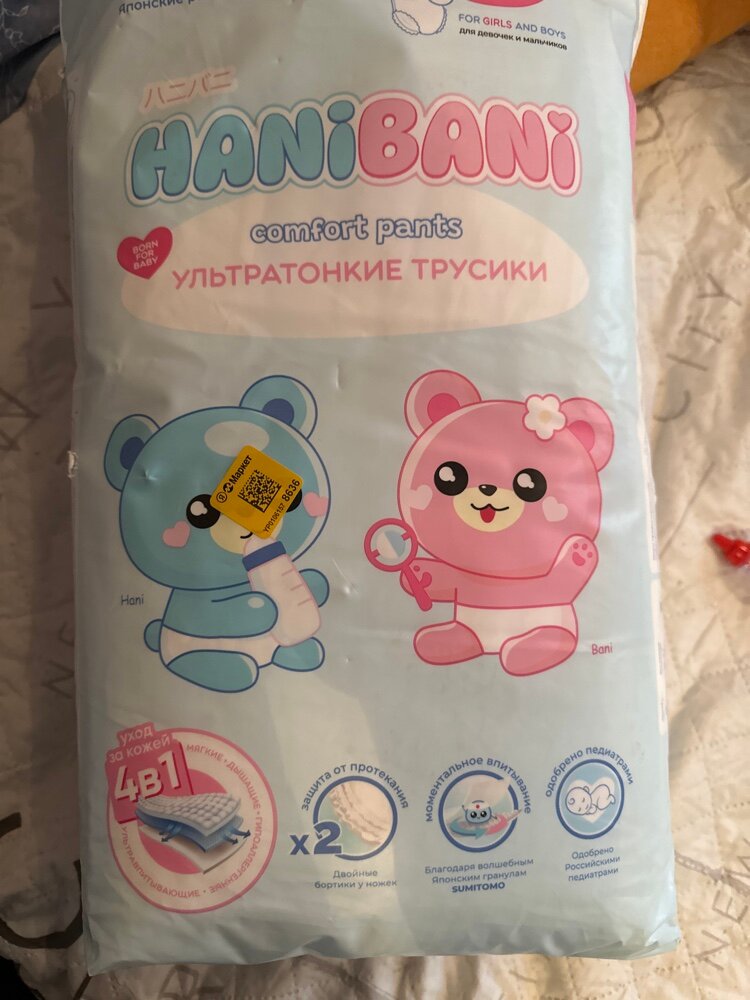 ЯПОНСКИЕ
FOR GIRLS AND BOYS
для девочек и мальчиков
ハニバニ
HANiBANi
comfort pants
BORN
FOR
BABY
УЛЬТРАТОНКИЕ ТРУСИКИ
Маркет
YP0196187 8636
Hani
Bani
УХОД
ЗА КОЖЕЙ
4В1
МЯГКИЕ • ДЫШАЩИЕ • ГИПОАЛЛЕРГЕННЫЕ • УЛЬТРАВПИТЫВАЮЩИЕ
защита от протекания
x2
Двойные
бортики у ножек
моментальное впитывание
Благодаря волшебным
Японским гранулам
SUMITOMO
одобрено педиатрами
Одобрено
Российскими
педиатрами